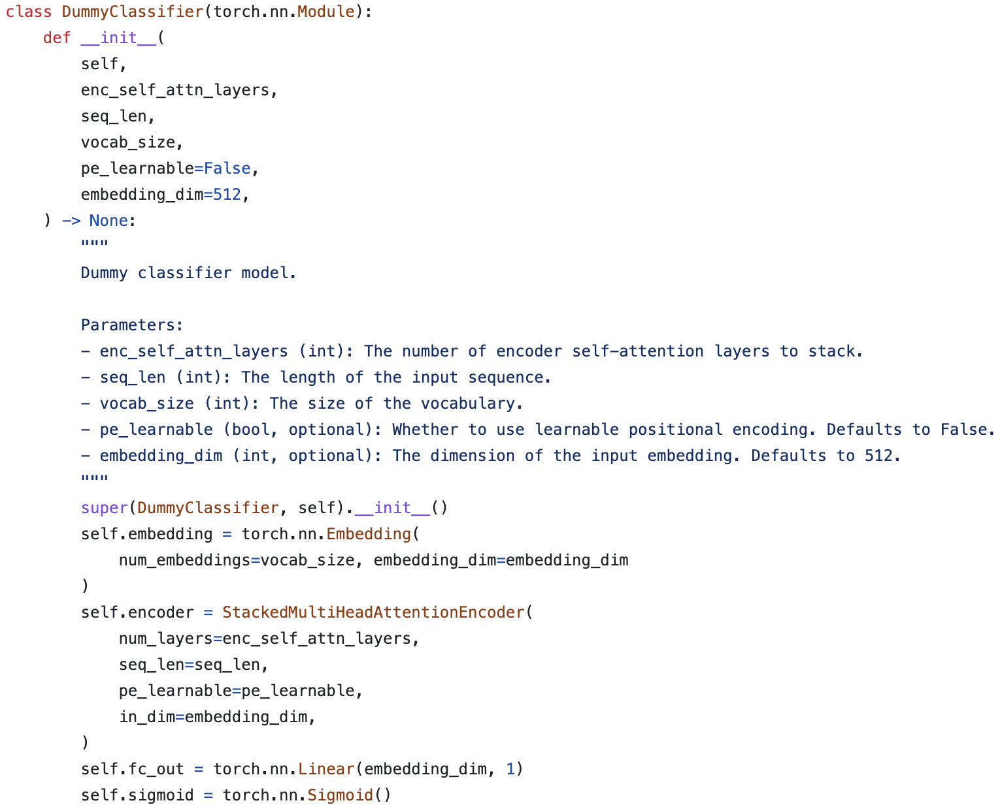 class DummyClassifier(torch.nn.Module):
    def __init__(
        self,
        enc_self_attn_layers,
        seq_len,
        vocab_size,
        pe_learnable=False,
        embedding_dim=512,
    ) -> None:
        """
        Dummy classifier model.

        Parameters:
        - enc_self_attn_layers (int): The number of encoder self-attention layers to stack.
        - seq_len (int): The length of the input sequence.
        - vocab_size (int): The size of the vocabulary.
        - pe_learnable (bool, optional): Whether to use learnable positional encoding. Defaults to False.
        - embedding_dim (int, optional): The dimension of the input embedding. Defaults to 512.
        """
        super(DummyClassifier, self).__init__()
        self.embedding = torch.nn.Embedding(
            num_embeddings=vocab_size, embedding_dim=embedding_dim
        )
        self.encoder = StackedMultiHeadAttentionEncoder(
            num_layers=enc_self_attn_layers,
            seq_len=seq_len,
            pe_learnable=pe_learnable,
            in_dim=embedding_dim,
        )
        self.fc_out = torch.nn.Linear(embedding_dim, 1)
        self.sigmoid = torch.nn.Sigmoid()